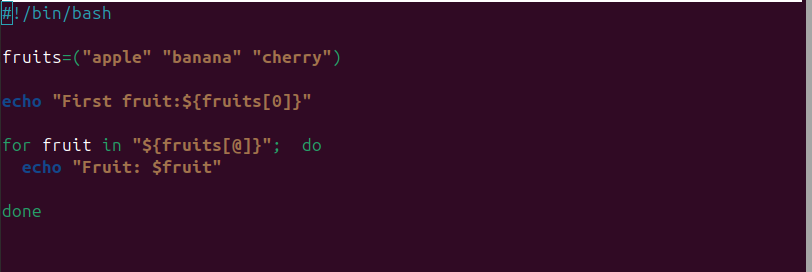 #!/bin/bash
fruits=("apple" "banana" "cherry")
echo "First fruit:${fruits[0]}"
for fruit in "${fruits[@]}";  do
  echo "Fruit: $fruit"
done